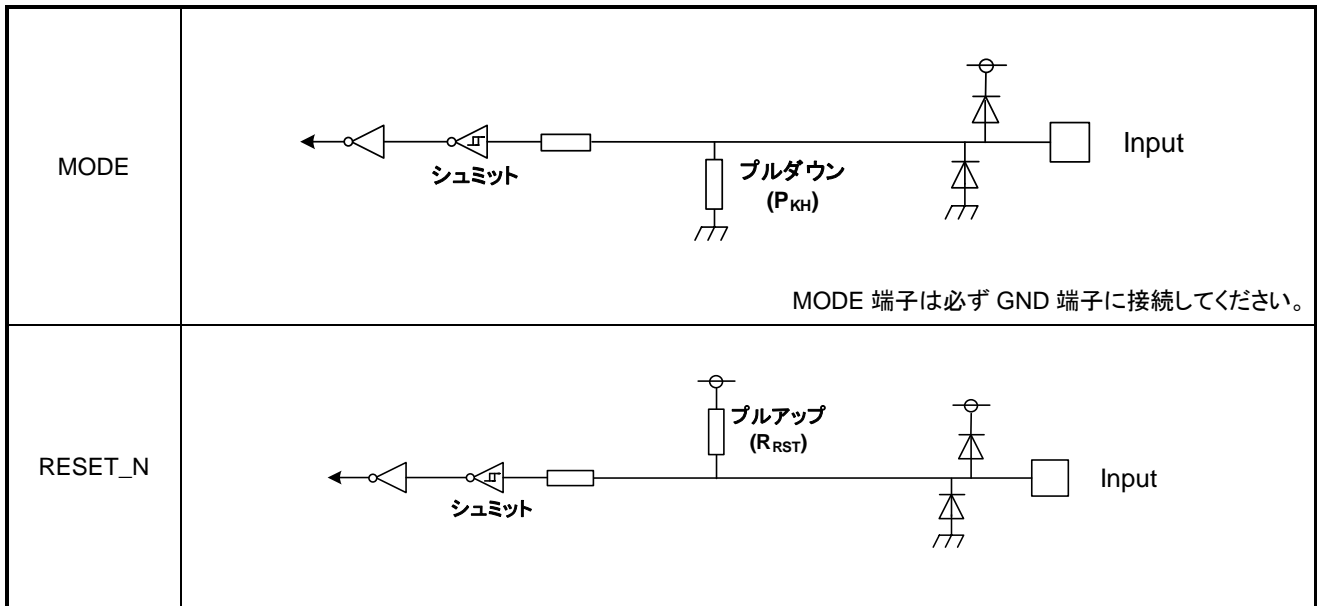 MODE
Input
シュミット
プルダウン
(PKH)
MODE 端子は必ず GND 端子に接続してください。
RESET_N
プルアップ
(RRST)
Input
シュミット